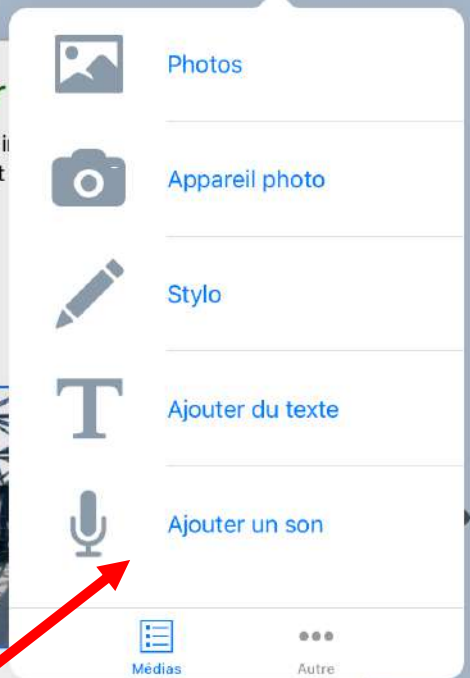 Photos
Appareil photo
Stylo
Ajouter du texte
Ajouter un son
Médias
Autre